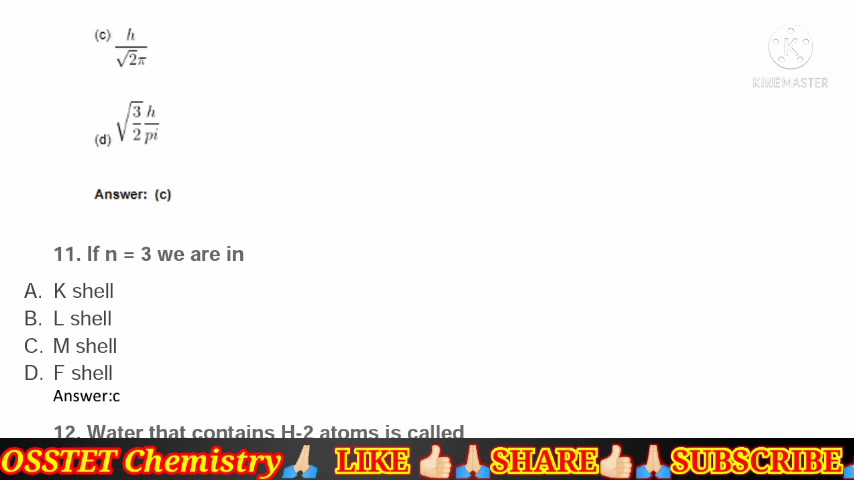 (c) h
√2π
KINEMASTER
(d) √3/2 h/pi
Answer: (c)
11. If n = 3 we are in
A. K shell
B. L shell
C. M shell
D. F shell
Answer:c
12. Water that contains H-2 atoms is called
OSSTET Chemistry🙏🏼 LIKE 👍🏻🙏🏻SHARE👍🏻🙏🏻SUBSCRIBE